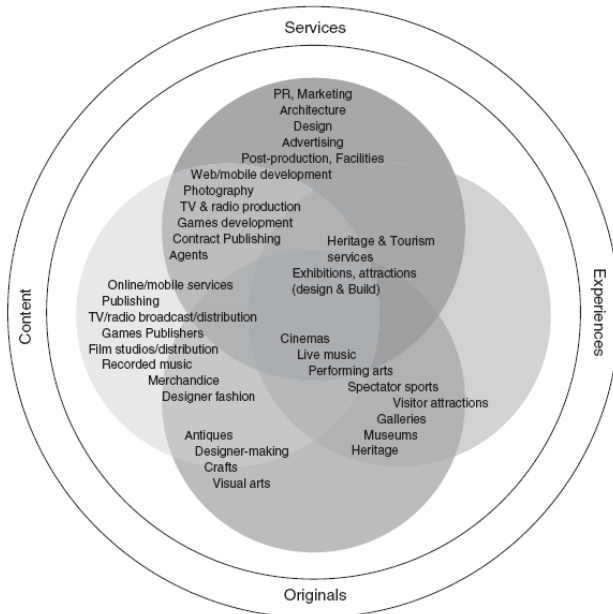 Services
PR, Marketing
Architecture
Design
Advertising
Post-production, Facilities
Web/mobile development
Photography
TV & radio production
Games development
Contract Publishing
Agents
Heritage & Tourism
services
Exhibitions, attractions
(design & Build)
Content
Experiences
Online/mobile services
Publishing
TV/radio broadcast/distribution
Games Publishers
Film studios/distribution
Recorded music
Merchandice
Designer fashion
Cinemas
Live music
Performing arts
Spectator sports
Visitor attractions
Galleries
Museums
Heritage
Antiques
Designer-making
Crafts
Visual arts
Originals